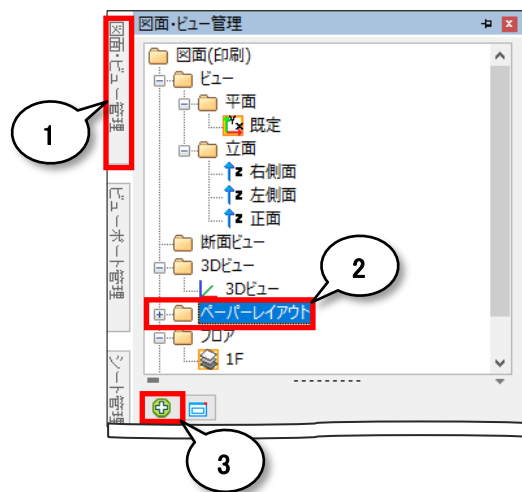 図面・ビュー管理
図面・ビュー管理
図面(印刷)
ビュー
平面
既定
立面
右側面
左側面
正面
断面ビュー
3Dビュー
3Dビュー
ペーパーレイアウト
フロア
1F
ビューポート管理
シート管理
1
2
3